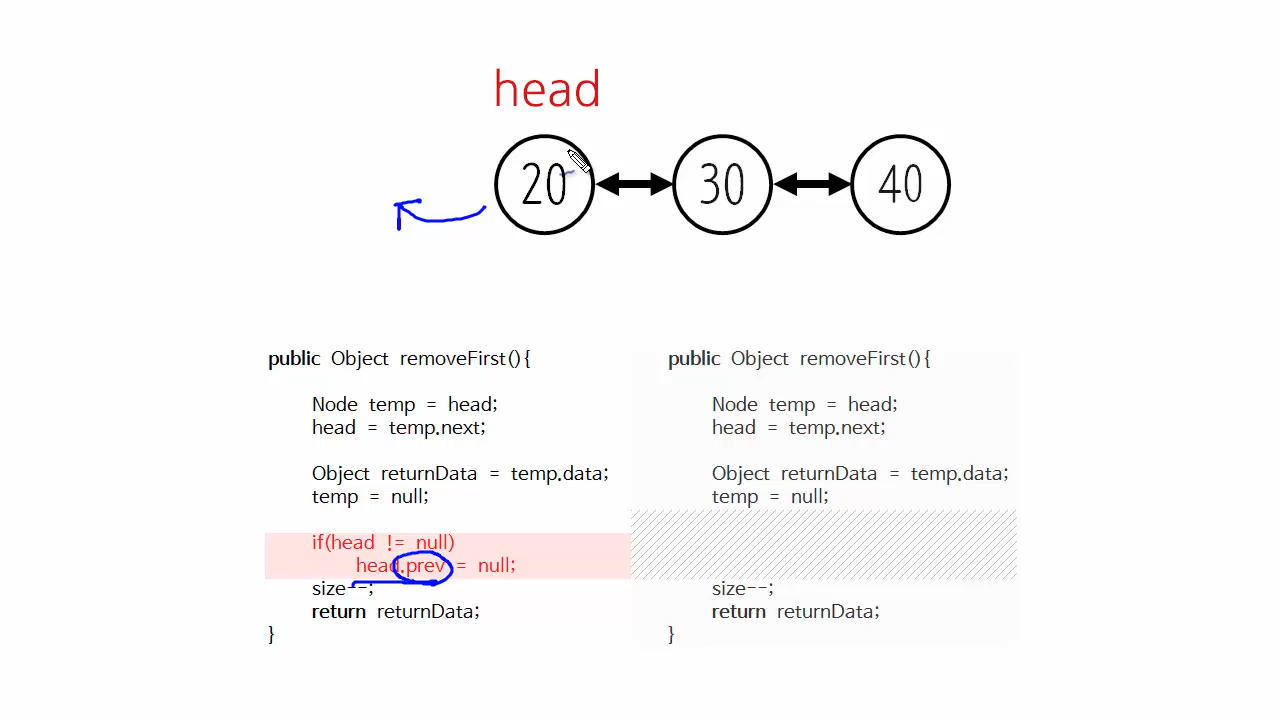 head
20 30 40
public Object removeFirst(){
Node temp = head;
head = temp.next;
Object returnData = temp.data;
temp = null;
if(head != null)
head.prev = null;
size--;
return returnData;
}
public Object removeFirst(){
Node temp = head;
head = temp.next;
Object returnData = temp.data;
temp = null;
size--;
return returnData;
}